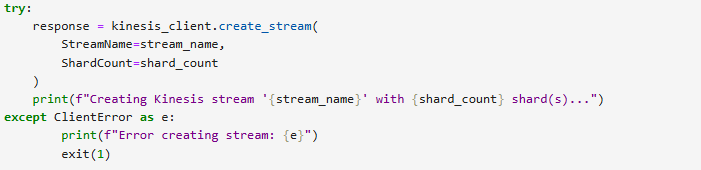 try:
    response = kinesis_client.create_stream(
        StreamName=stream_name,
        ShardCount=shard_count
    )
    print(f"Creating Kinesis stream '{stream_name}' with {shard_count} shard(s)...")
except ClientError as e:
        print(f"Error creating stream: {e}")
        exit(1)